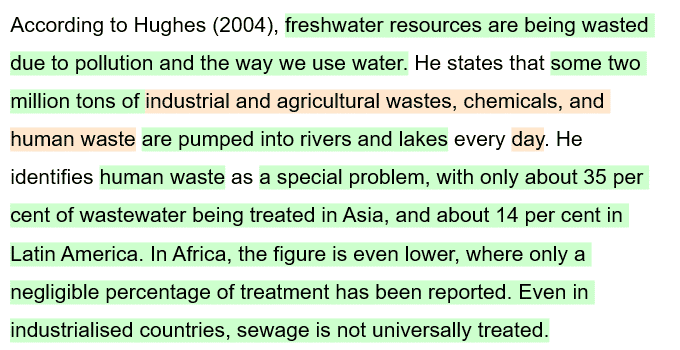 According to Hughes (2004), freshwater resources are being wasted
due to pollution and the way we use water. He states that some two
million tons of industrial and agricultural wastes, chemicals, and
human waste are pumped into rivers and lakes every day. He
identifies human waste as a special problem, with only about 35 per
cent of wastewater being treated in Asia, and about 14 per cent in
Latin America. In Africa, the figure is even lower, where only a
negligible percentage of treatment has been reported. Even in
industrialised countries, sewage is not universally treated.